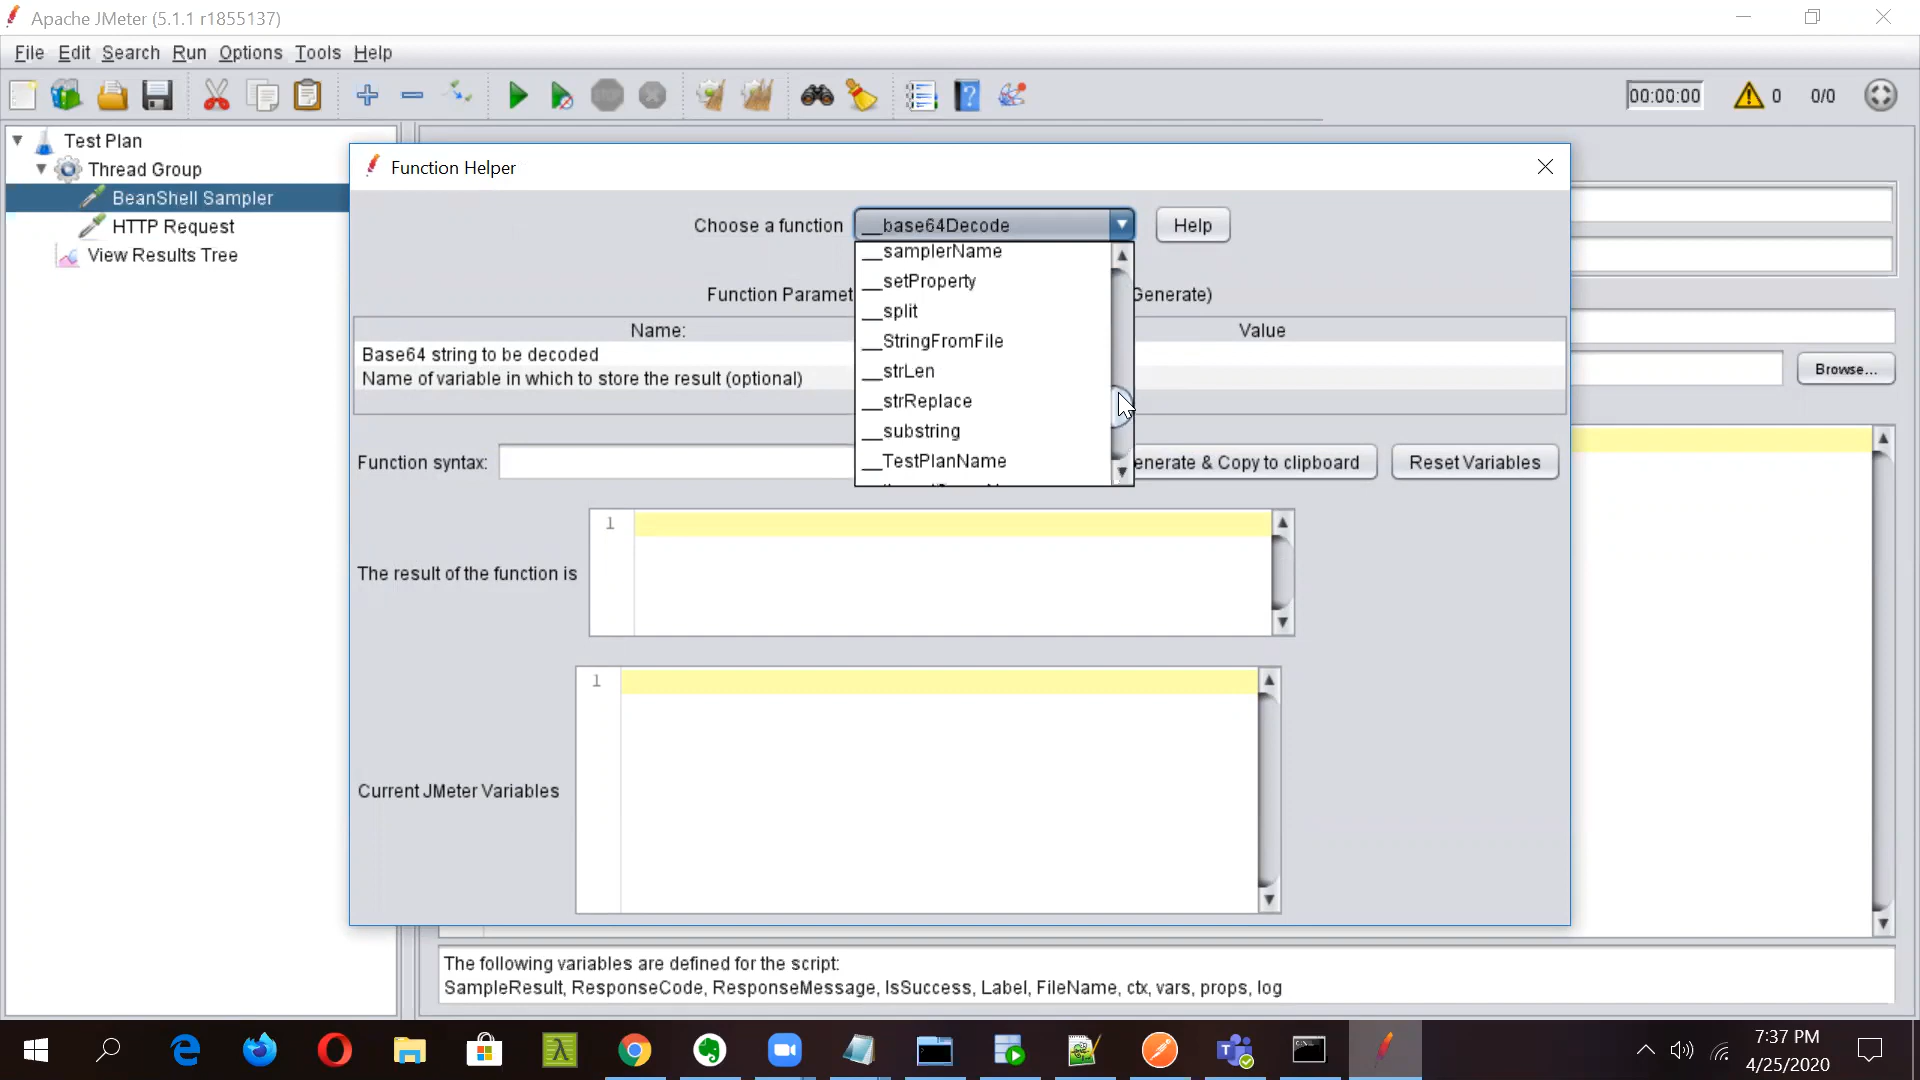 Apache JMeter (5.1.1 r1855137)
File Edit Search Run Options Tools Help
00:00:00 0 0/0
Test Plan
Thread Group
BeanShell Sampler
HTTP Request
View Results Tree
Function Helper
Choose a function __base64Decode Help
__samplerName
__setProperty
__split
__StringFromFile
__strLen
__strReplace
__substring
__TestPlanName
Function Paramet
Generate)
Name: Value
Base64 string to be decoded
Name of variable in which to store the result (optional)
Browse...
Function syntax: enerate & Copy to clipboard Reset Variables
1
The result of the function is
1
Current JMeter Variables
The following variables are defined for the script:
SampleResult, ResponseCode, ResponseMessage, IsSuccess, Label, FileName, ctx, vars, props, log
7:37 PM
4/25/2020